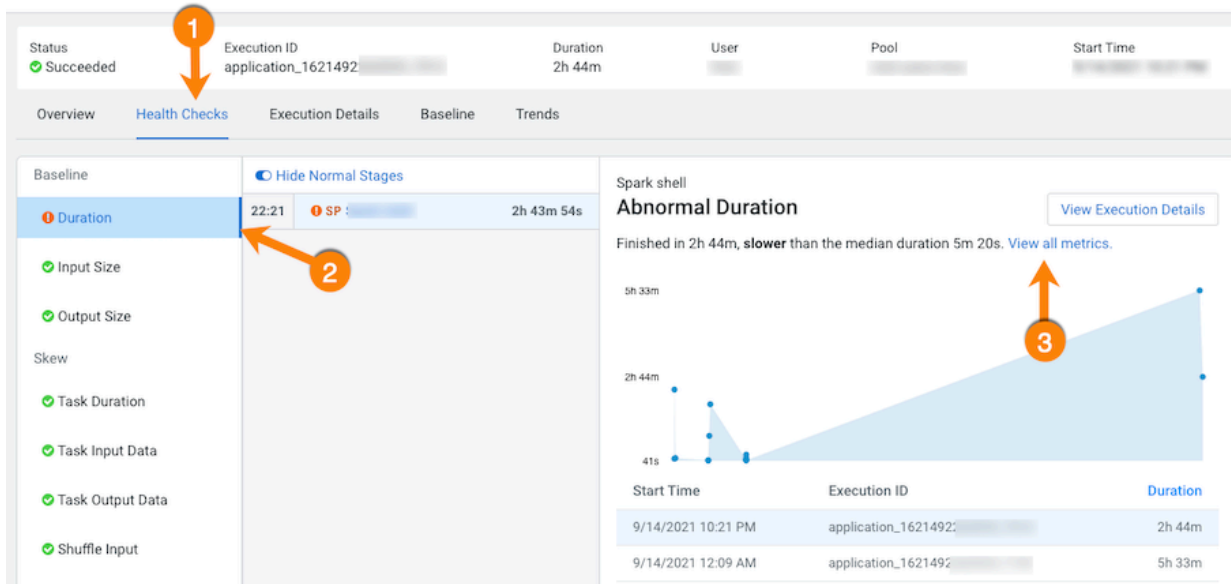 1
Status Execution ID Duration User Pool Start Time
Succeeded application_1621492 2h 44m
Overview Health Checks Execution Details Baseline Trends
Baseline
Hide Normal Stages
Duration
22:21 SP 2h 43m 54s
Input Size
2
Output Size
Skew
Task Duration
Task Input Data
Task Output Data
Shuffle Input
Spark shell
Abnormal Duration
View Execution Details
Finished in 2h 44m, slower than the median duration 5m 20s. View all metrics.
5h 33m
3
2h 44m
41s
Start Time Execution ID Duration
9/14/2021 10:21 PM application_1621492 2h 44m
9/14/2021 12:09 AM application_1621492 5h 33m